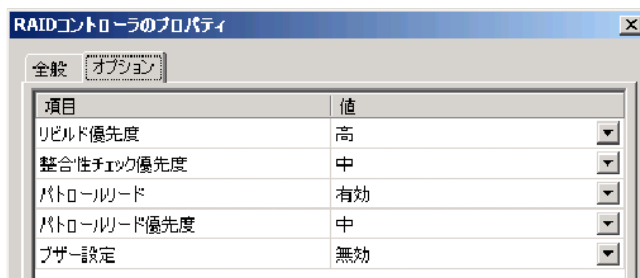 RAIDコントローラのプロパティ
全般 オプション
項目 値
リビルド優先度 高
整合性チェック優先度 中
パトロールリード 有効
パトロールリード優先度 中
ブザー設定 無効